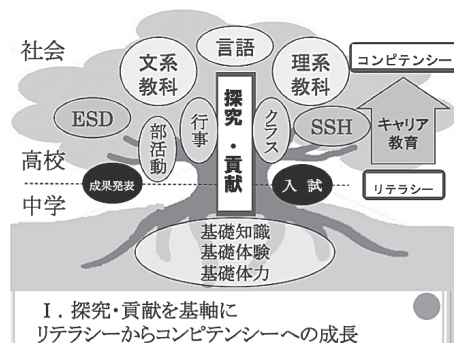 社会
言語
文系
教科
理系
教科
コンピテンシー
探究・貢献
ESD
部活動
行事
クラス
SSH
キャリア
教育
高校
成果発表
入試
リテラシー
中学
基礎知識
基礎体験
基礎体力
Ⅰ．探究・貢献を基軸に
リテラシーからコンピテンシーへの成長